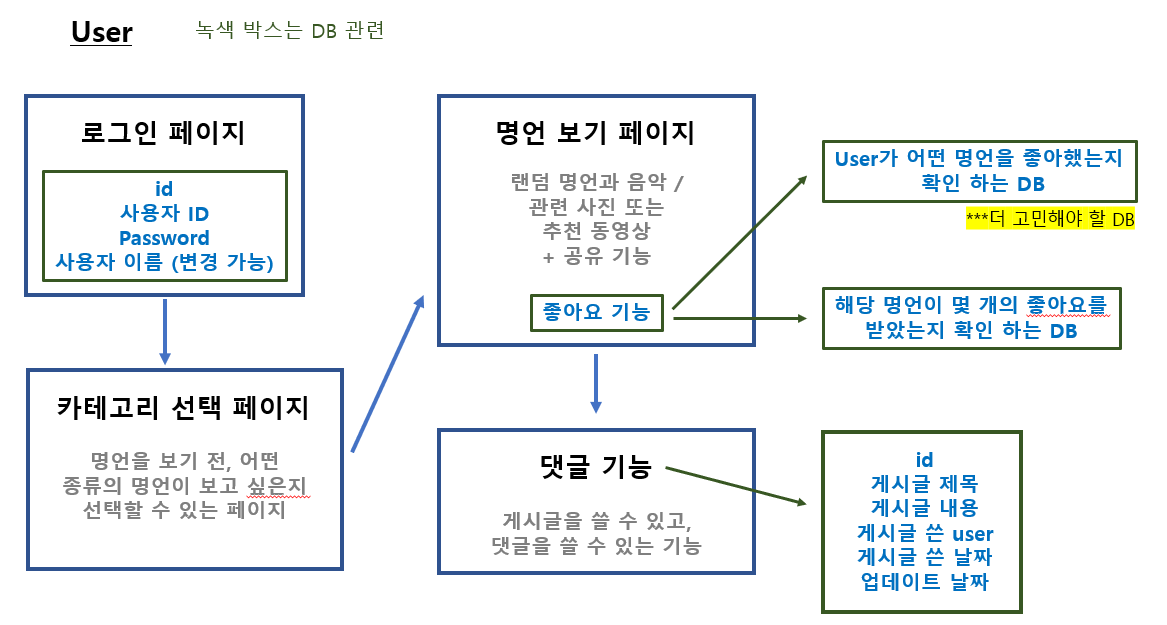 User
녹색 박스는 DB 관련
로그인 페이지
id
사용자 ID
Password
사용자 이름 (변경 가능)
카테고리 선택 페이지
명언을 보기 전, 어떤
종류의 명언이 보고 싶은지
선택할 수 있는 페이지
명언 보기 페이지
랜덤 명언과 음악 /
관련 사진 또는
추천 동영상
+ 공유 기능
좋아요 기능
User가 어떤 명언을 좋아했는지
확인 하는 DB
***더 고민해야 할 DB
해당 명언이 몇 개의 좋아요를
받았는지 확인 하는 DB
댓글 기능
게시글을 쓸 수 있고,
댓글을 쓸 수 있는 기능
id
게시글 제목
게시글 내용
게시글 쓴 user
게시글 쓴 날짜
업데이트 날짜